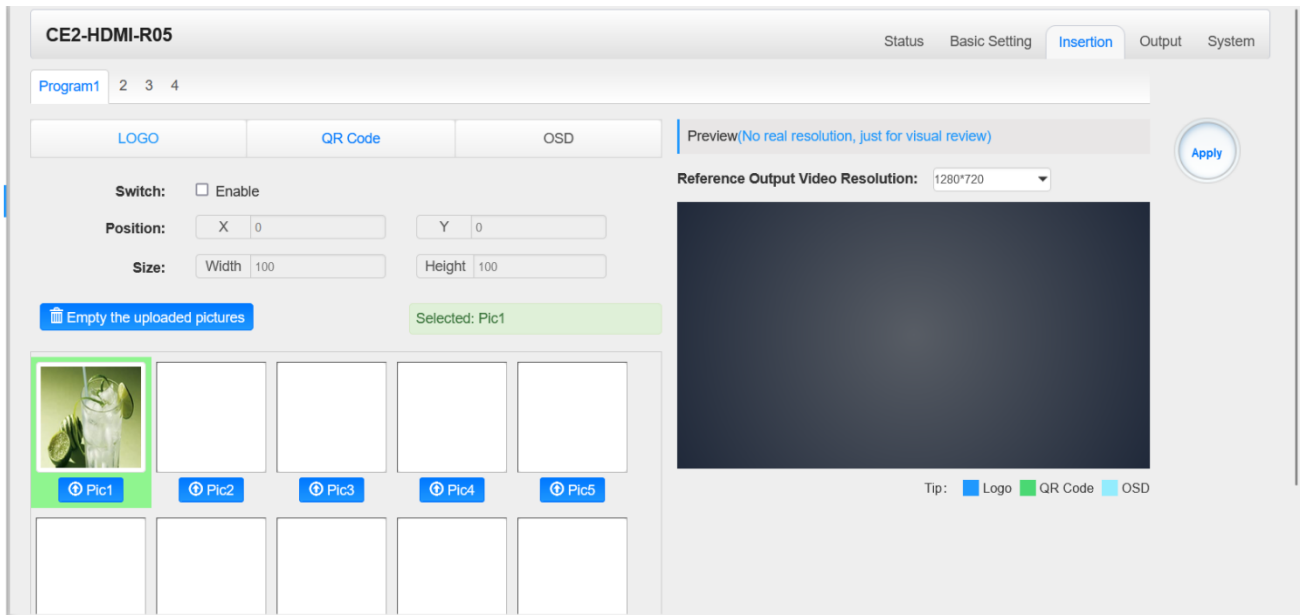 CE2-HDMI-R05
Status Basic Setting Insertion Output System
Program1 2 3 4
LOGO QR Code OSD
Switch: Enable
Position: X 0 Y 0
Size: Width 100 Height 100
Empty the uploaded pictures
Selected: Pic1
Pic1 Pic2 Pic3 Pic4 Pic5
Preview(No real resolution, just for visual review)
Reference Output Video Resolution: 1280*720
Tip: Logo QR Code OSD
Apply